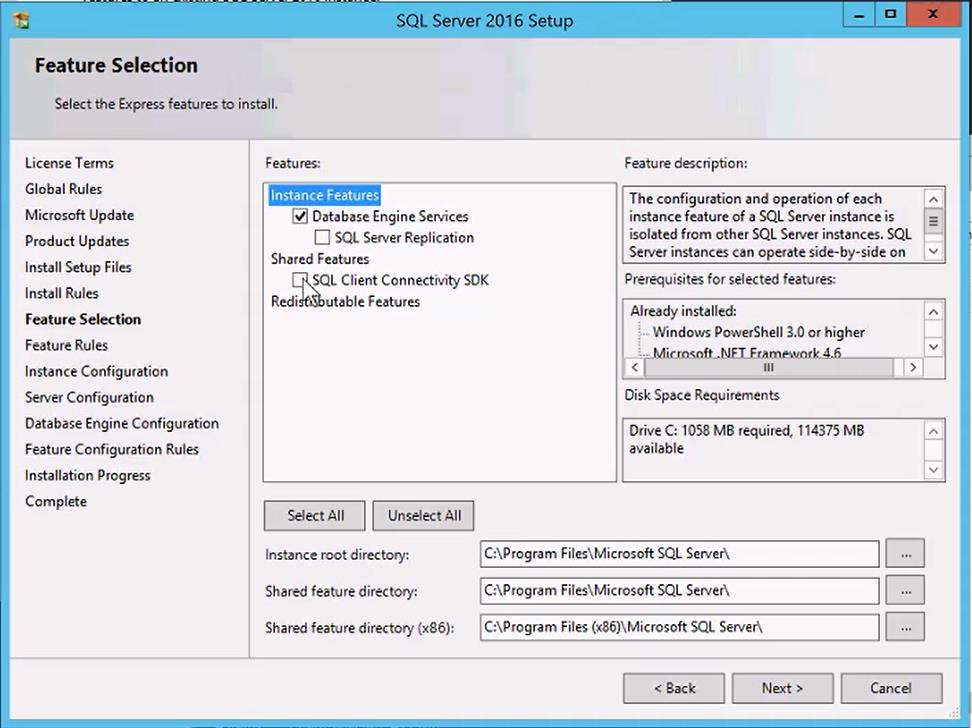 SQL Server 2016 Setup
Feature Selection
Select the Express features to install.
License Terms
Global Rules
Microsoft Update
Product Updates
Install Setup Files
Install Rules
Feature Selection
Feature Rules
Instance Configuration
Server Configuration
Database Engine Configuration
Feature Configuration Rules
Installation Progress
Complete
Features:
Instance Features
Database Engine Services
SQL Server Replication
Shared Features
SQL Client Connectivity SDK
Redistributable Features
Select All
Unselect All
Feature description:
The configuration and operation of each
instance feature of a SQL Server instance is
isolated from other SQL Server instances. SQL
Server instances can operate side-by-side on
Prerequisites for selected features:
Already installed:
Windows PowerShell 3.0 or higher
Microsoft .NET Framework 4.6
Disk Space Requirements
Drive C: 1058 MB required, 114375 MB
available
Instance root directory:
C:\Program Files\Microsoft SQL Server\
...
Shared feature directory:
C:\Program Files\Microsoft SQL Server\
...
Shared feature directory (x86):
C:\Program Files (x86)\Microsoft SQL Server\
...
< Back
Next >
Cancel